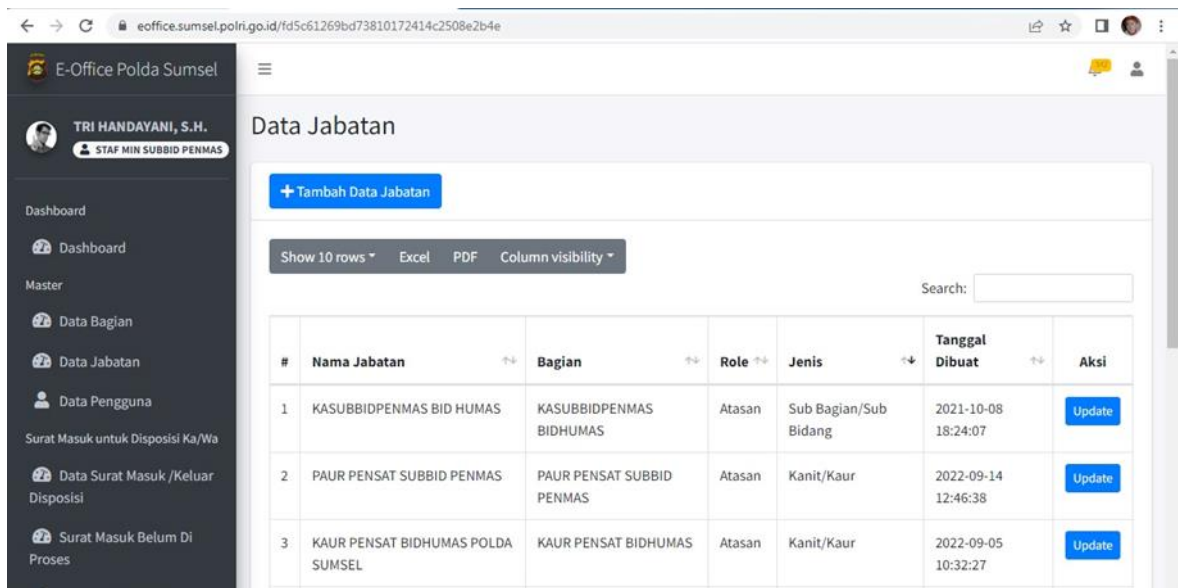 eoffice.sumsel.polri.go.id/fd5c61269bd73810172414c2508e2b4e
E-Office Polda Sumsel
TRI HANDAYANI, S.H.
STAF MIN SUBBID PENMAS
Dashboard
Dashboard
Master
Data Bagian
Data Jabatan
Data Pengguna
Surat Masuk untuk Disposisi Ka/Wa
Data Surat Masuk /Keluar
Disposisi
Surat Masuk Belum Di
Proses
Data Jabatan
+ Tambah Data Jabatan
Show 10 rows Excel PDF Column visibility
Search:
# Nama Jabatan Bagian Role Jenis Tanggal Dibuat Aksi
1 KASUBBIDPENMAS BID HUMAS KASUBBIDPENMAS Atasan Sub Bagian/Sub 2021-10-08 Update
BIDHUMAS Bidang 18:24:07
2 PAUR PENSAT SUBBID PENMAS PAUR PENSAT SUBBID Atasan Kanit/Kaur 2022-09-14 Update
PENMAS 12:46:38
3 KAUR PENSAT BIDHUMAS POLDA KAUR PENSAT BIDHUMAS Atasan Kanit/Kaur 2022-09-05 Update
SUMSEL 10:32:27